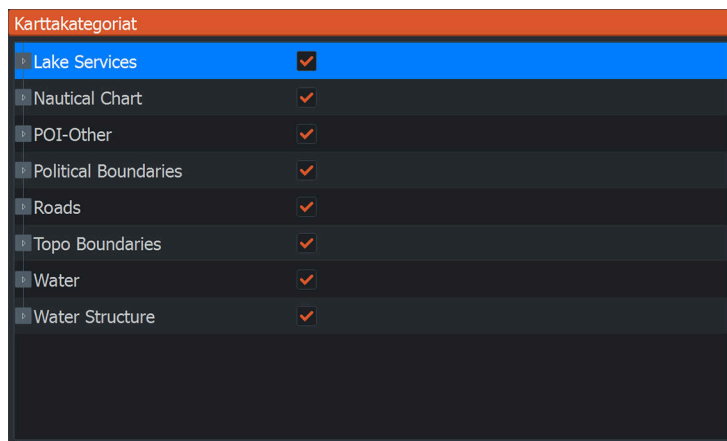 Karttakategoriat
Lake Services
Nautical Chart
POI-Other
Political Boundaries
Roads
Topo Boundaries
Water
Water Structure